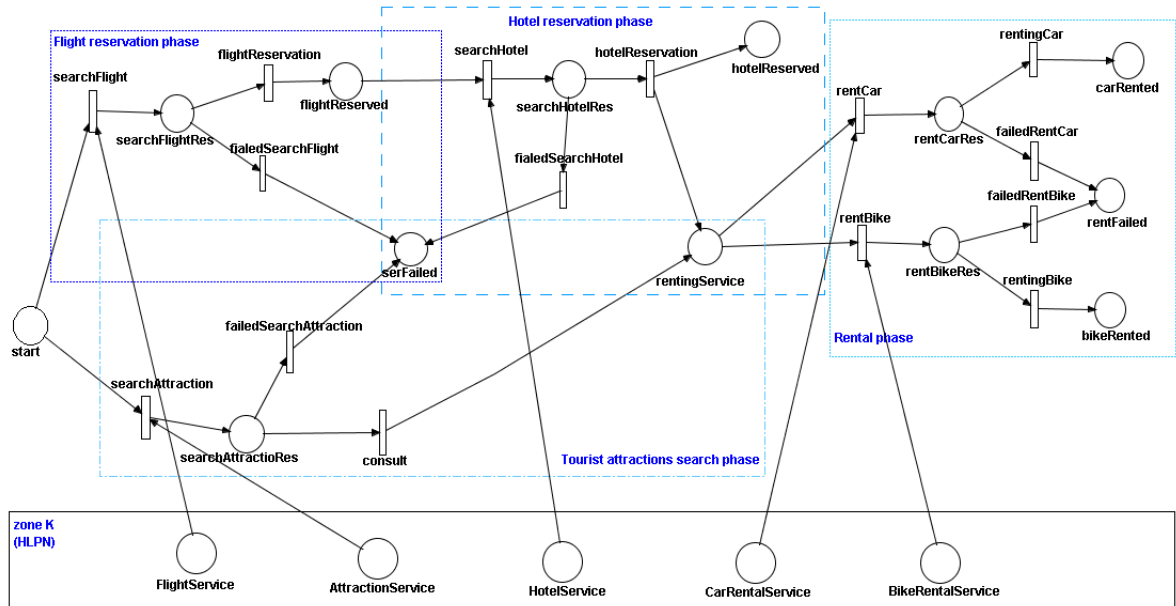 Hotel reservation phase
Flight reservation phase
rentingCar
flightReservation
searchHotel
hotelReservation
hotelReserved
searchFlight
carRented
rentCar
flightReserved
searchHotelRes
failedRentCar
searchFlightRes
rentCarRes
fialedSearchFlight
fialedSearchHotel
failedRentBike
rentBike
rentFailed
serFailed
rentingService
rentBikeRes
rentingBike
failedSearchAttraction
bikeRented
Rental phase
start
searchAttraction
searchAttractioRes
consult
Tourist attractions search phase
zone K
(HLPN)
FlightService
AttractionService
HotelService
CarRentalService
BikeRentalService